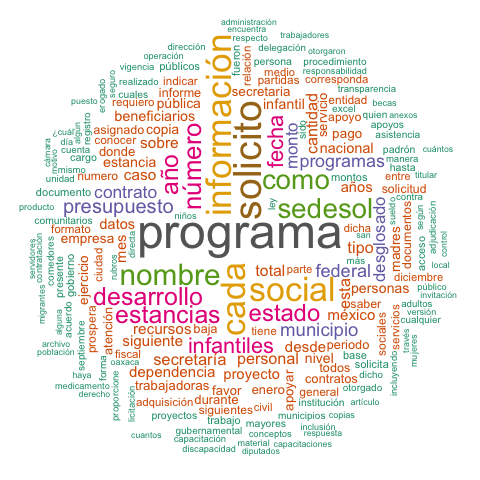 administración
encuentra
respecto trabajadores
dirección fueron delegación otorgaron
operación relación persona procedimiento
vigencia públicos medio responsabilidad
seguro realizado indicar partidas corresponda
cuales informe secretaria transparencia
puesto erogado requiero pública infantil cantidad entidad excel becas
registro algun beneficiarios información solicito fecha monto servicio apoyos quien anexos
¿cuál asignado copia sido pago apoyo asistencia
cámara día conocer sobre nacional padrón cuántos
motivo cuenta donde año número programas entre manera
cargo estancia como montos hasta
unidad mismo numero caso años solicitud titular
documento contrato sedesol ley desglosado contra
producto presupuesto niños dicha madres documentos acceso según sueldo adjudicación
comunitarios datos programa san control
servidores formato empresa mes directa tipo local
contratación comedores ejercicio ciudad rubros nombre cada social total parte más diciembre
migrantes presente gobierno federal personas público
alguna acuerdo prospera atención desarrollo estado esta saber sociales servicios adultos invitación
archivo estancias tiene méxico versión
población septiembre recursos baja municipio cualquier
fiscal siguiente infantiles desde periodo través
haya forma oaxaca secretaría personal nivel base incluyendo mujeres
medicamento dependencia proyecto apoyar todos solicita
derecho proporcione trabajadoras favor enero contratos dicho
licitación adquisición durante general otorgado
siguientes civil institución artículo
proyectos trabajo mayores municipios copias
cuantos gubernamental conceptos inclusión
capacitación material capacitaciones respuesta
discapacidad diputados